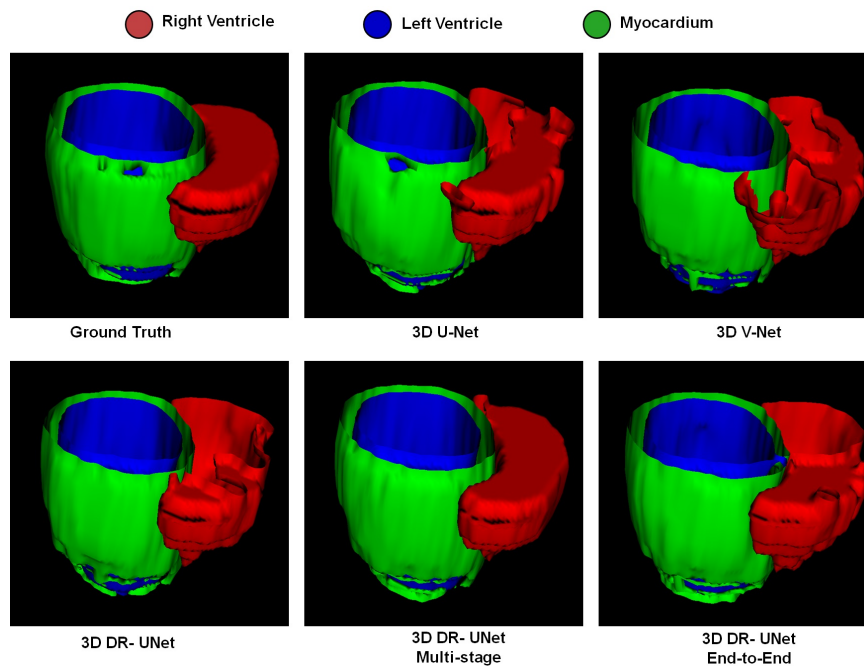 Right Ventricle
Left Ventricle
Myocardium
Ground Truth
3D U-Net
3D V-Net
3D DR- UNet
3D DR- UNet
Multi-stage
3D DR- UNet
End-to-End